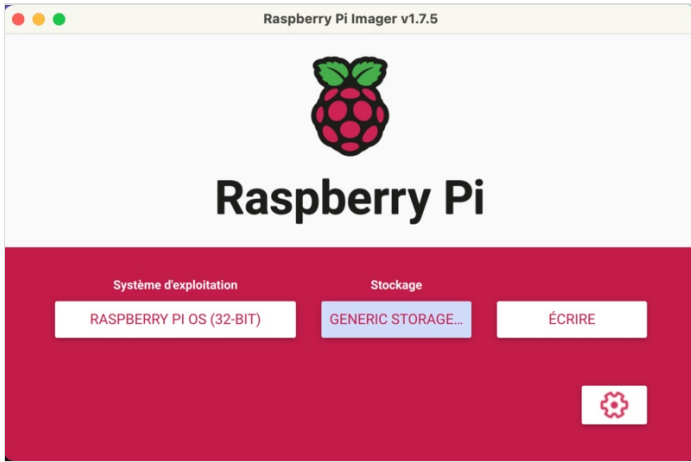 Raspberry Pi Imager v1.7.5
Raspberry Pi
Système d'exploitation
Stockage
RASPBERRY PI OS (32-BIT)
GENERIC STORAGE...
ÉCRIRE